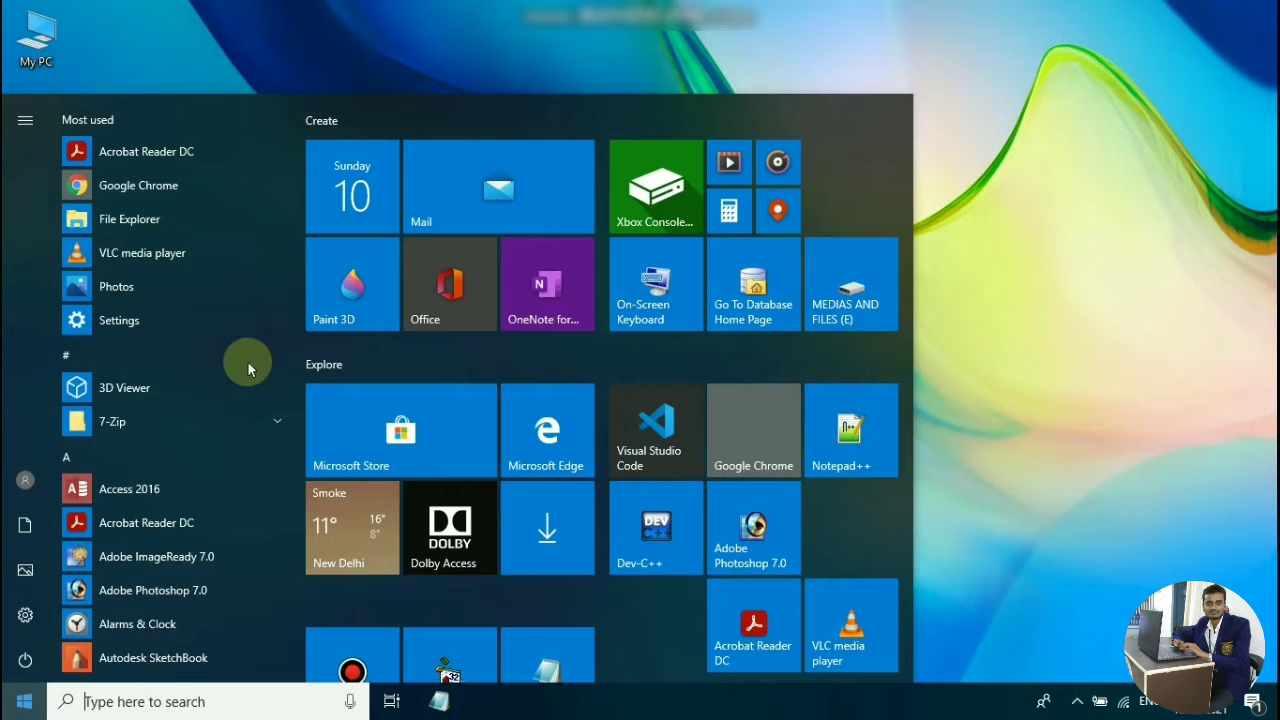 My PC
Most used
Acrobat Reader DC
Google Chrome
File Explorer
VLC media player
Photos
Settings
#
3D Viewer
7-Zip
A
Access 2016
Acrobat Reader DC
Adobe ImageReady 7.0
Adobe Photoshop 7.0
Alarms & Clock
Autodesk SketchBook
Create
Sunday
10
Mail
Xbox Console...
Paint 3D
Office
N
OneNote for...
On-Screen
Keyboard
Go To Database
Home Page
MEDIAS AND
FILES (E)
Explore
Microsoft Store
Microsoft Edge
Visual Studio
Code
Google Chrome
Notepad++
Smoke
11°
16°
8°
New Delhi
DOLBY
Dolby Access
DEV
C++
Dev-C++
Adobe
Photoshop 7.0
32
Acrobat Reader
DC
VLC media
player
Type here to search
1